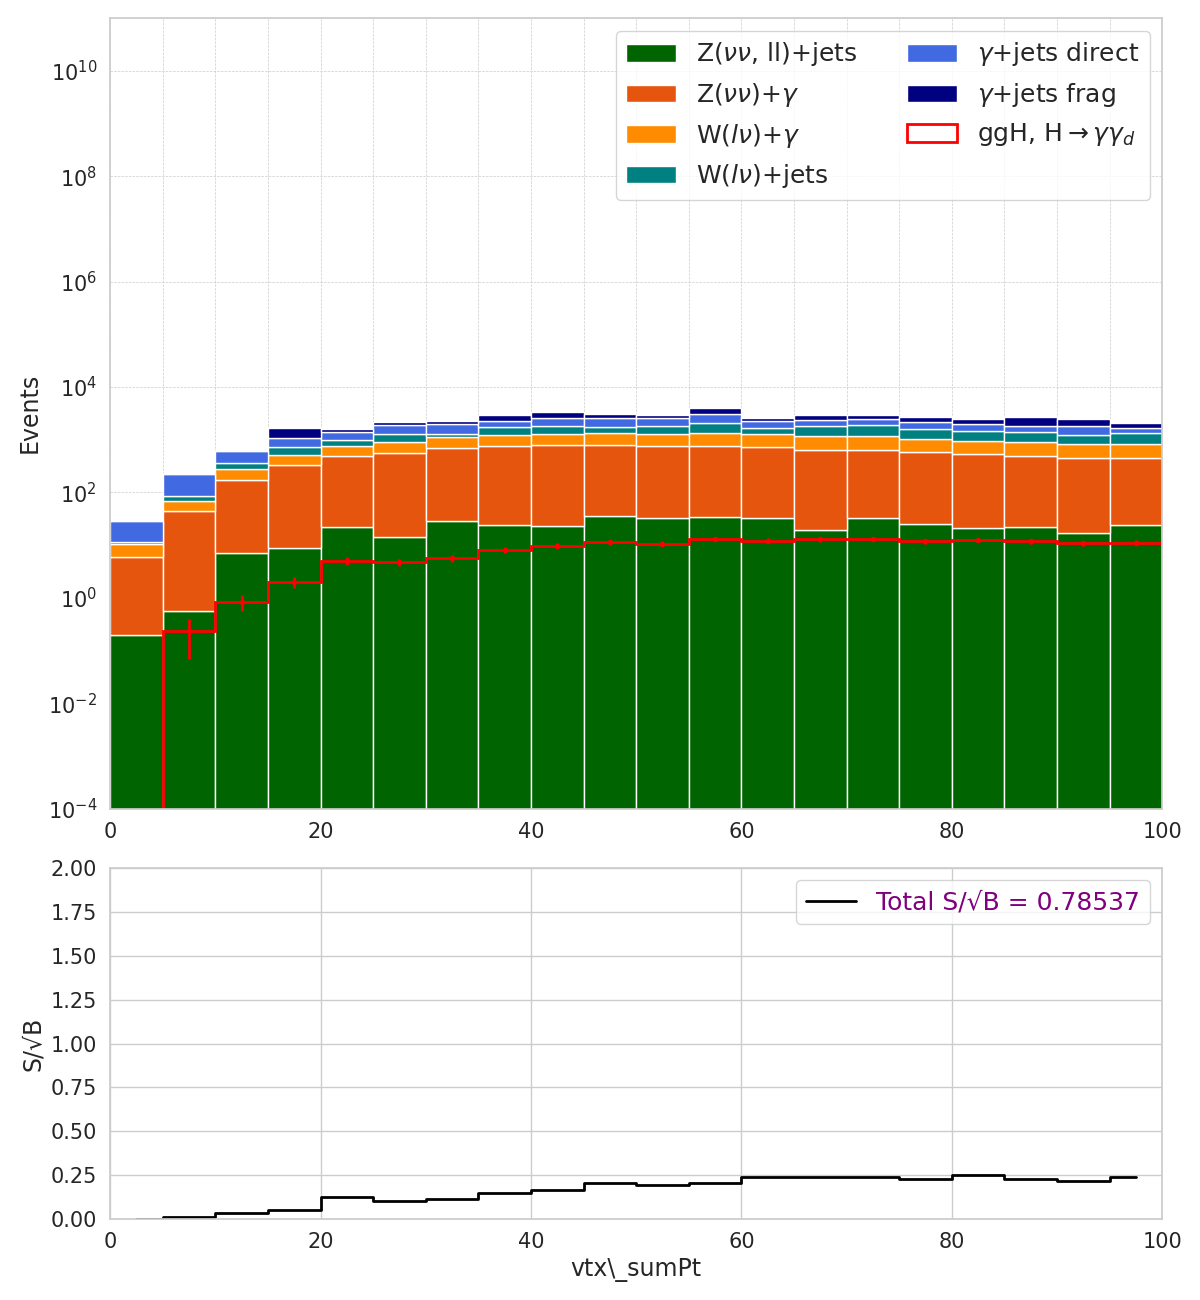 Z(νν, ll)+jets
Z(νν)+γ
W(lν)+γ
W(lν)+jets
γ+jets direct
γ+jets frag
ggH, H→γγ_d
Events
10^10
10^8
10^6
10^4
10^2
10^0
10^−2
10^−4
0 20 40 60 80 100
Total S/√B = 0.78537
S/√B
2.00
1.75
1.50
1.25
1.00
0.75
0.50
0.25
0.00
0 20 40 60 80 100
vtx\_sumPt